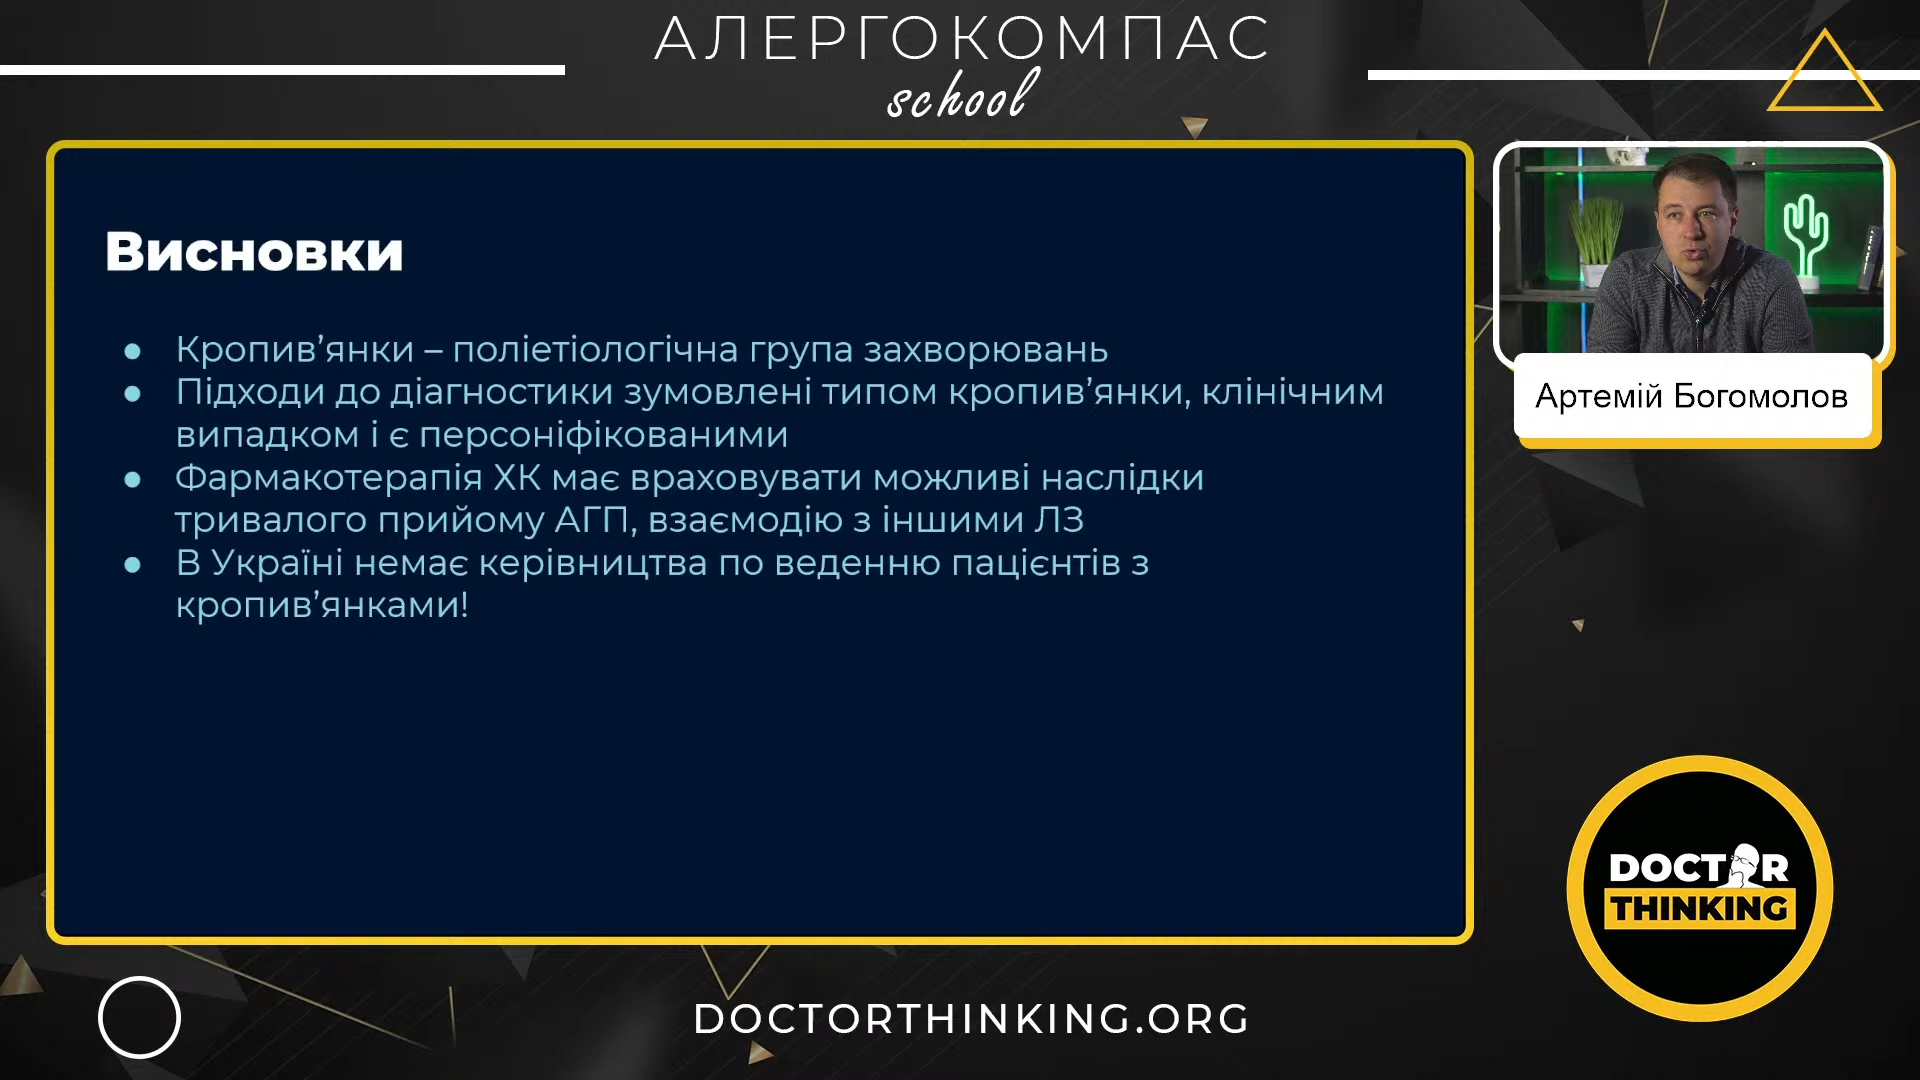 АЛЕРГОКОМПАС
school
Висновки
● Кропив’янки – поліетіологічна група захворювань
● Підходи до діагностики зумовлені типом кропив’янки, клінічним
випадком і є персоніфікованими
● Фармакотерапія ХК має враховувати можливі наслідки
тривалого прийому АГП, взаємодію з іншими ЛЗ
● В Україні немає керівництва по веденню пацієнтів з
кропив’янками!
Артемій Богомолов
DOCTOR
THINKING
DOCTORTHINKING.ORG